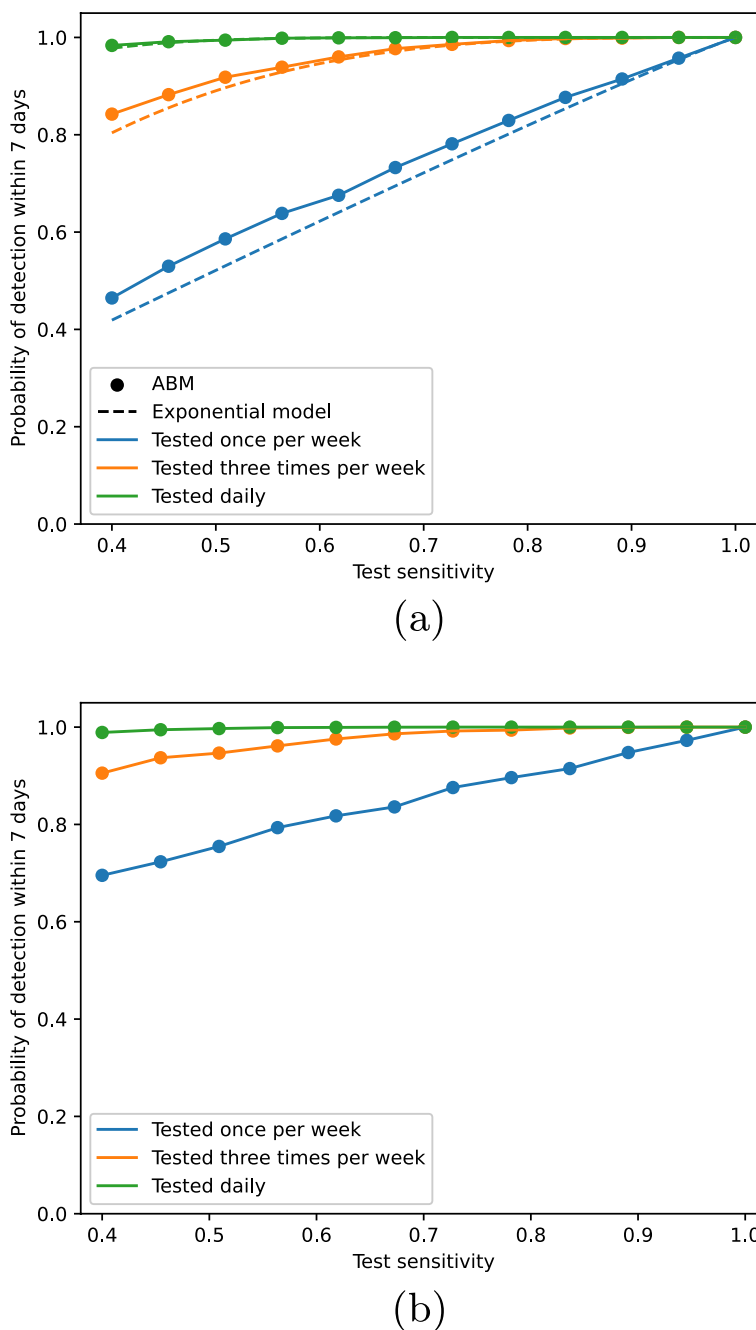 1.0
0.8
0.6
0.4
0.2
0.0
Probability of detection within 7 days
ABM
Exponential model
Tested once per week
Tested three times per week
Tested daily
0.4 0.5 0.6 0.7 0.8 0.9 1.0
Test sensitivity
(a)
1.0
0.8
0.6
0.4
0.2
0.0
Probability of detection within 7 days
Tested once per week
Tested three times per week
Tested daily
0.4 0.5 0.6 0.7 0.8 0.9 1.0
Test sensitivity
(b)